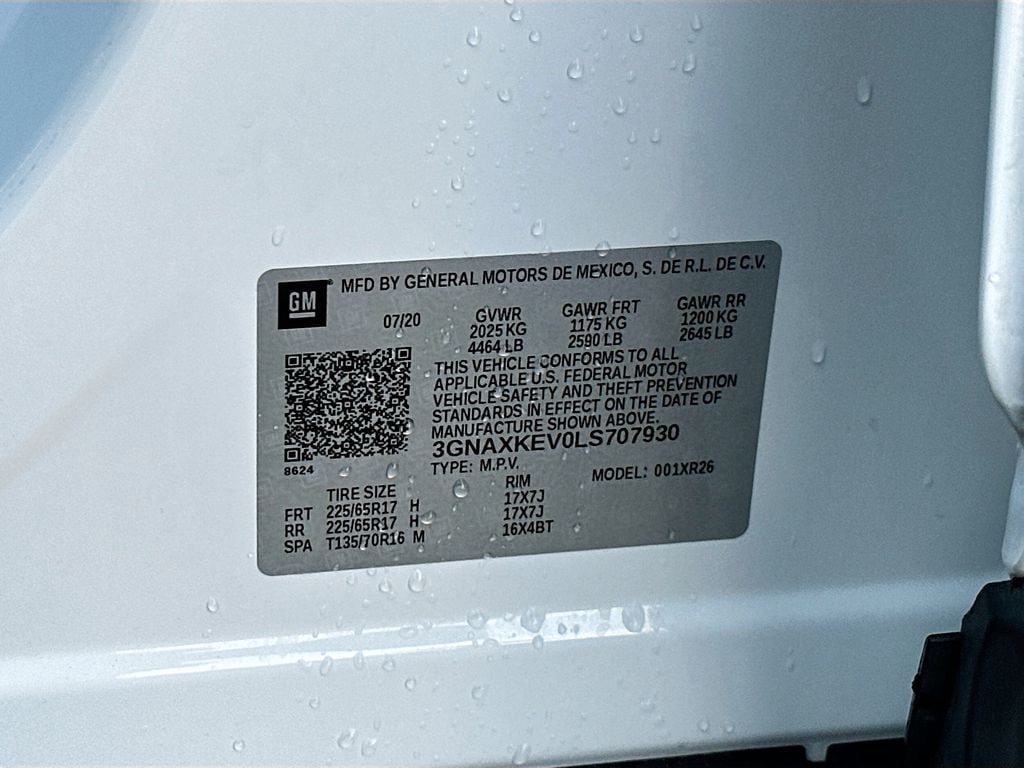 GM® MFD BY GENERAL MOTORS DE MEXICO, S. DE R.L. DE C.V.
07/20 GVWR GAWR FRT GAWR RR
2025 KG 1175 KG 1200 KG
4464 LB 2590 LB 2645 LB
THIS VEHICLE CONFORMS TO ALL
APPLICABLE U.S. FEDERAL MOTOR
VEHICLE SAFETY AND THEFT PREVENTION
STANDARDS IN EFFECT ON THE DATE OF
MANUFACTURE SHOWN ABOVE.
3GNAXKEV0LS707930
8624 TYPE: M.P.V. MODEL: 001XR26
TIRE SIZE RIM
FRT 225/65R17 H 17X7J
RR 225/65R17 H 17X7J
SPA T135/70R16 M 16X4BT